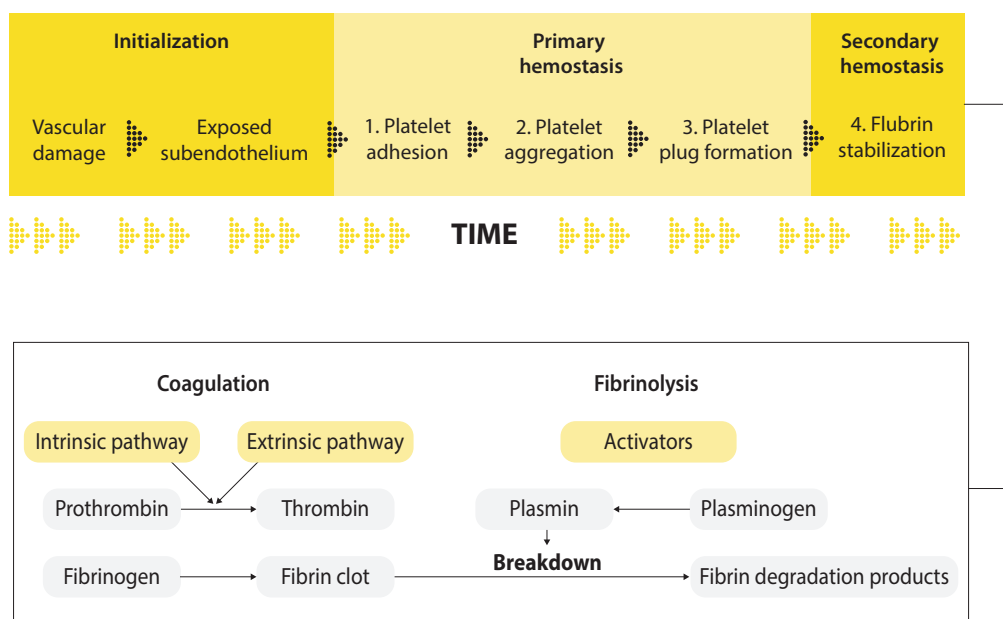 Initialization
Primary
hemostasis
Secondary
hemostasis
Vascular
damage
Exposed
subendothelium
1. Platelet
adhesion
2. Platelet
aggregation
3. Platelet
plug formation
4. Flubrin
stabilization
TIME
Coagulation
Fibrinolysis
Intrinsic pathway
Extrinsic pathway
Activators
Prothrombin
Thrombin
Plasmin
Plasminogen
Breakdown
Fibrinogen
Fibrin clot
Fibrin degradation products